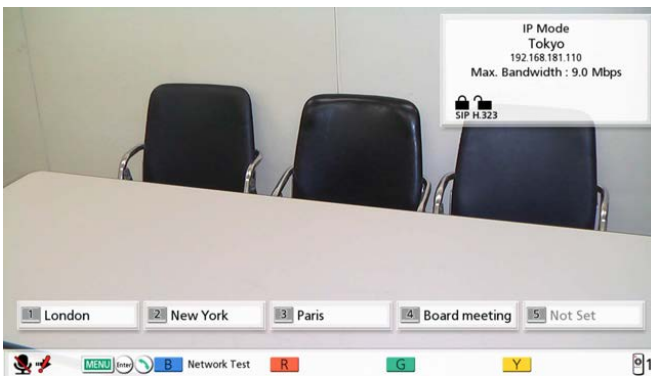 IP Mode
Tokyo
192.168.181.110
Max. Bandwidth : 9.0 Mbps
SIP H.323
1 London
2 New York
3 Paris
4 Board meeting
5 Not Set
MENU Enter B Network Test R G Y 1